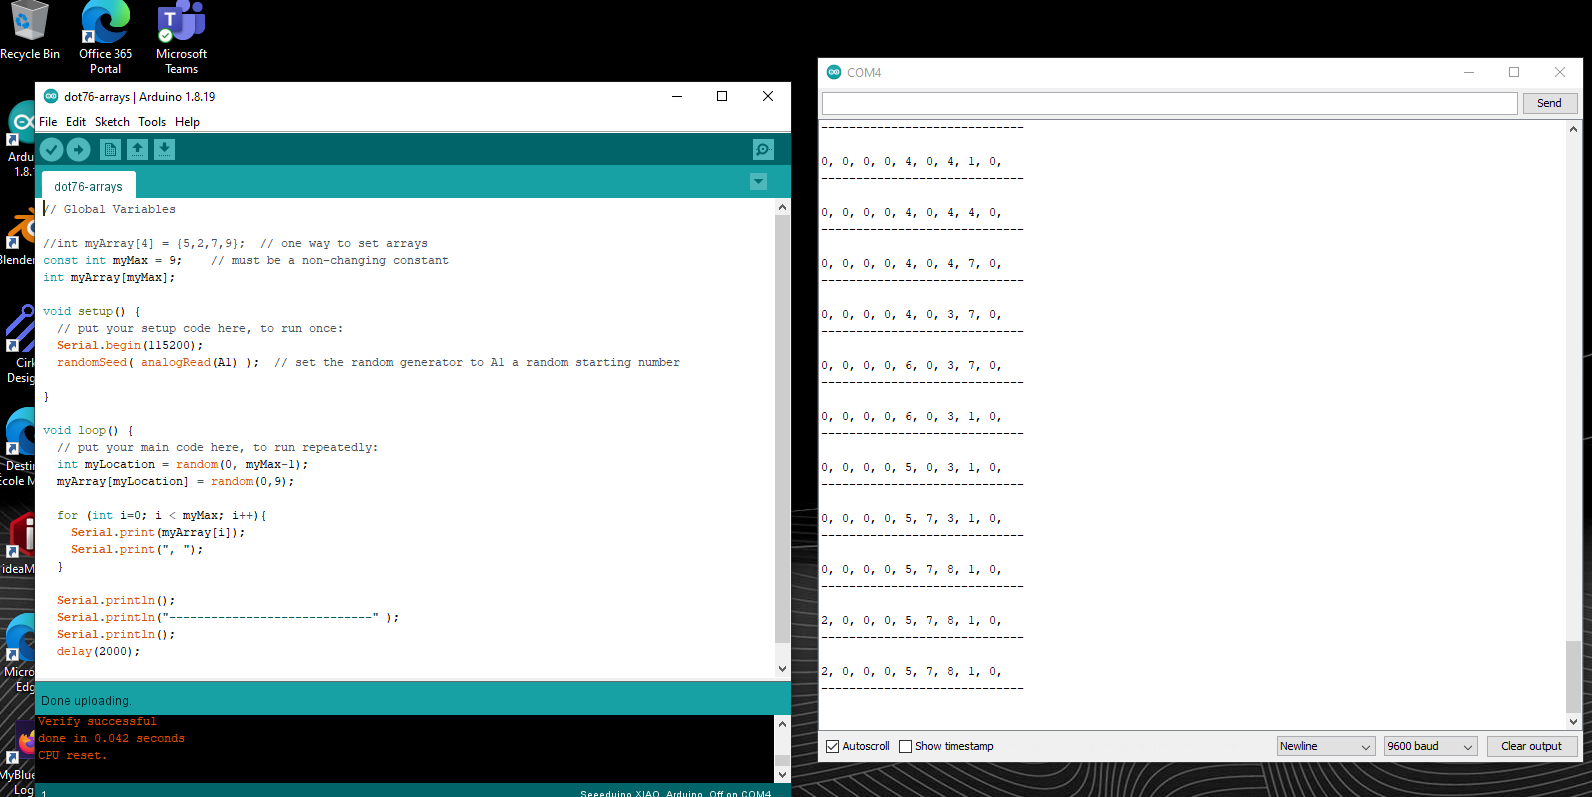 Recycle Bin
Office 365
Portal
Microsoft
Teams
Ardu
1.8.
Blender
Cirk
Desig
Destin
École M
ideaM
Micro
Edg
MyBlue
Log
dot76-arrays | Arduino 1.8.19
File Edit Sketch Tools Help
dot76-arrays
// Global Variables
//int myArray[4] = {5,2,7,9};  // one way to set arrays
const int myMax = 9;    // must be a non-changing constant
int myArray[myMax];
void setup() {
// put your setup code here, to run once:
Serial.begin(115200);
randomSeed( analogRead(A1) );  // set the random generator to A1 a random starting number
}
void loop() {
// put your main code here, to run repeatedly:
int myLocation = random(0, myMax-1);
myArray[myLocation] = random(0,9);
for (int i=0; i < myMax; i++){
Serial.print(myArray[i]);
Serial.print(", ");
}
Serial.println();
Serial.println("-----------------------------" );
Serial.println();
delay(2000);
Done uploading.
Verify successful
done in 0.042 seconds
CPU reset.
1
Seeeduino XIAO, Arduino, Off on COM4
COM4
Send
-----------------------------
0, 0, 0, 0, 4, 0, 4, 1, 0,
-----------------------------
0, 0, 0, 0, 4, 0, 4, 4, 0,
-----------------------------
0, 0, 0, 0, 4, 0, 4, 7, 0,
-----------------------------
0, 0, 0, 0, 4, 0, 3, 7, 0,
-----------------------------
0, 0, 0, 0, 6, 0, 3, 7, 0,
-----------------------------
0, 0, 0, 0, 6, 0, 3, 1, 0,
-----------------------------
0, 0, 0, 0, 5, 0, 3, 1, 0,
-----------------------------
0, 0, 0, 0, 5, 7, 3, 1, 0,
-----------------------------
0, 0, 0, 0, 5, 7, 8, 1, 0,
-----------------------------
2, 0, 0, 0, 5, 7, 8, 1, 0,
-----------------------------
2, 0, 0, 0, 5, 7, 8, 1, 0,
-----------------------------
Autoscroll Show timestamp
Newline
9600 baud
Clear output